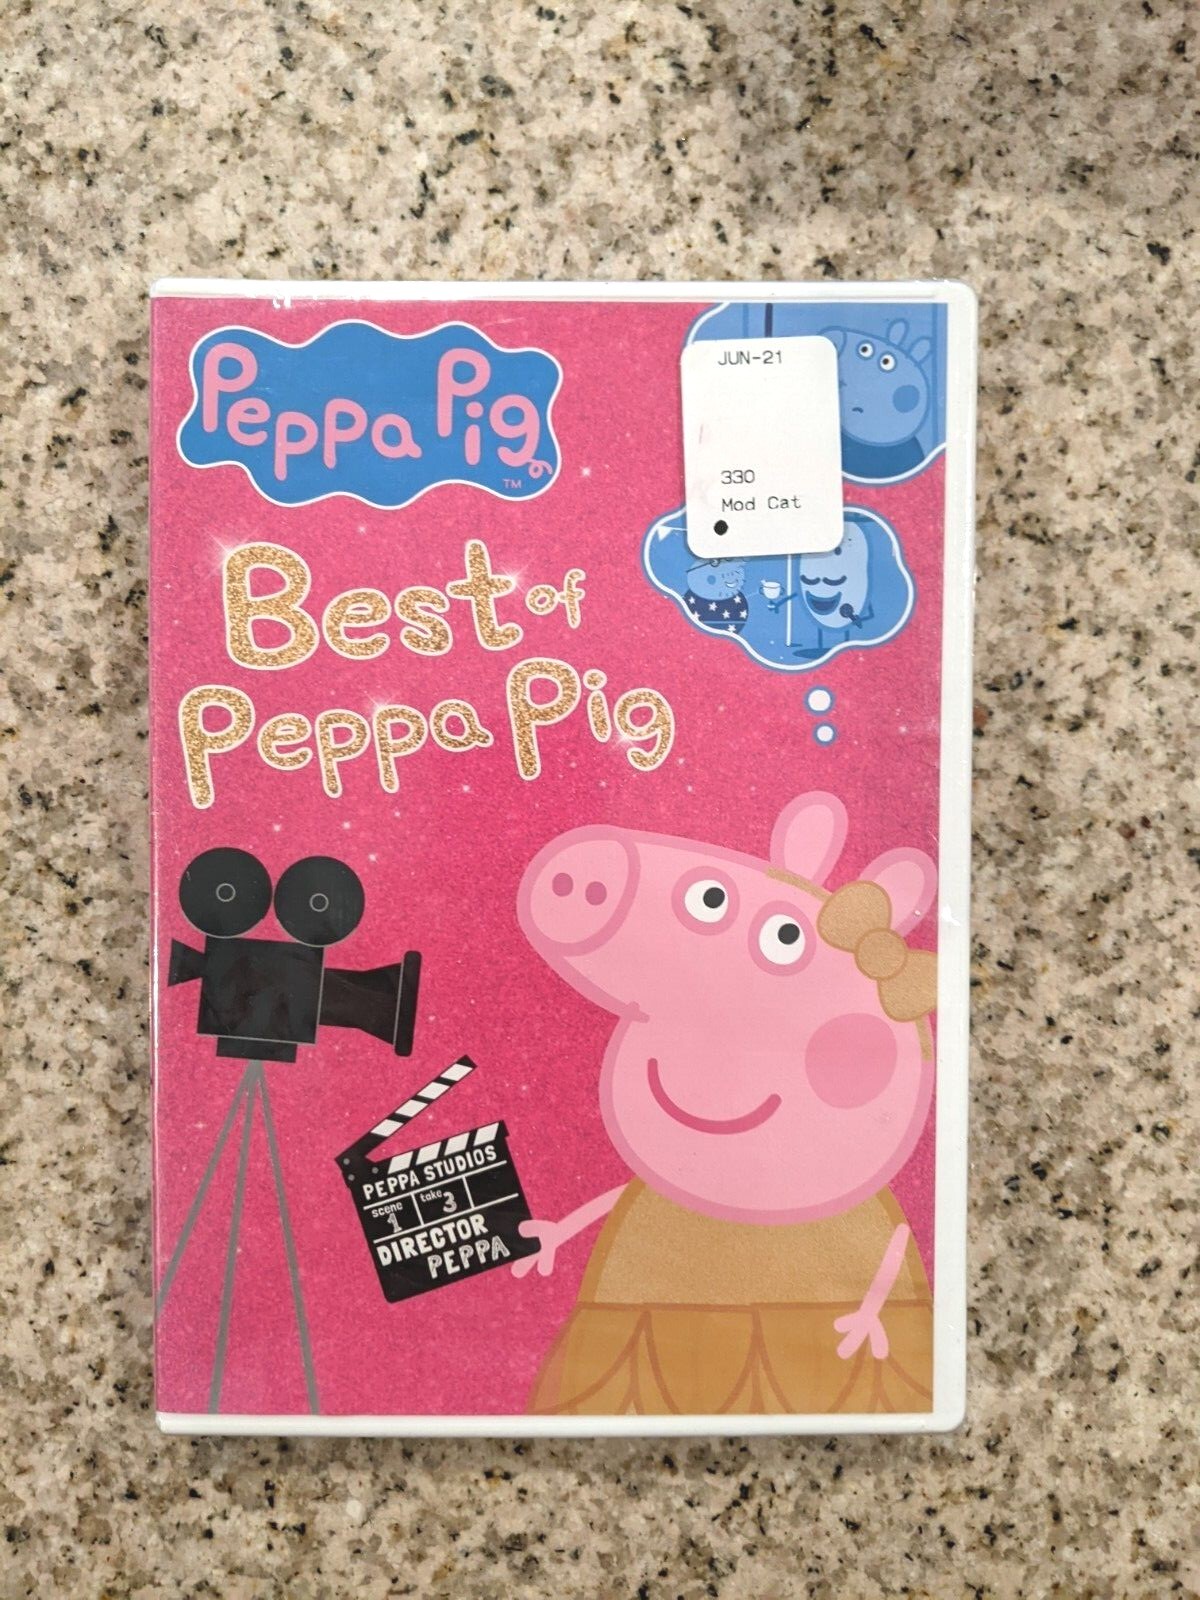 Peppa Pig
TM
JUN-21
330
Mod Cat
Best of
Peppa Pig
PEPPA STUDIOS
scene 1 take 3
DIRECTOR
PEPPA